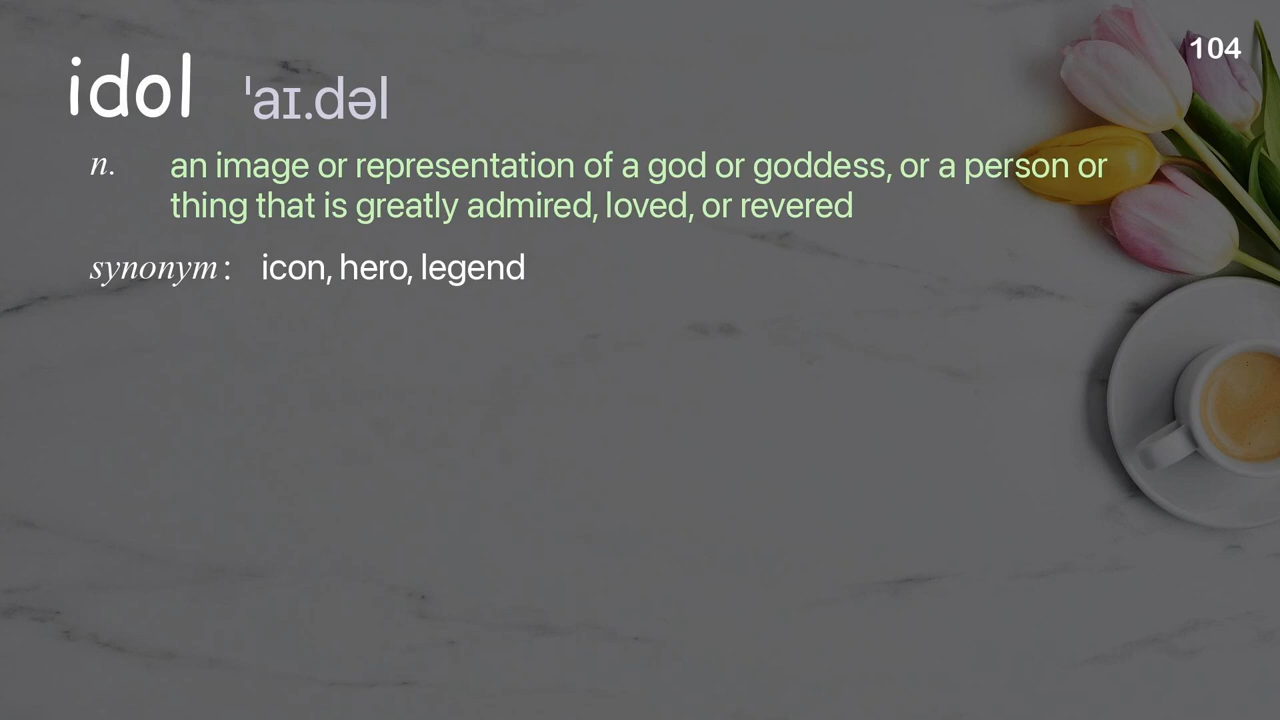 104
idol ˈaɪ.dəl
n. an image or representation of a god or goddess, or a person or
thing that is greatly admired, loved, or revered
synonym: icon, hero, legend